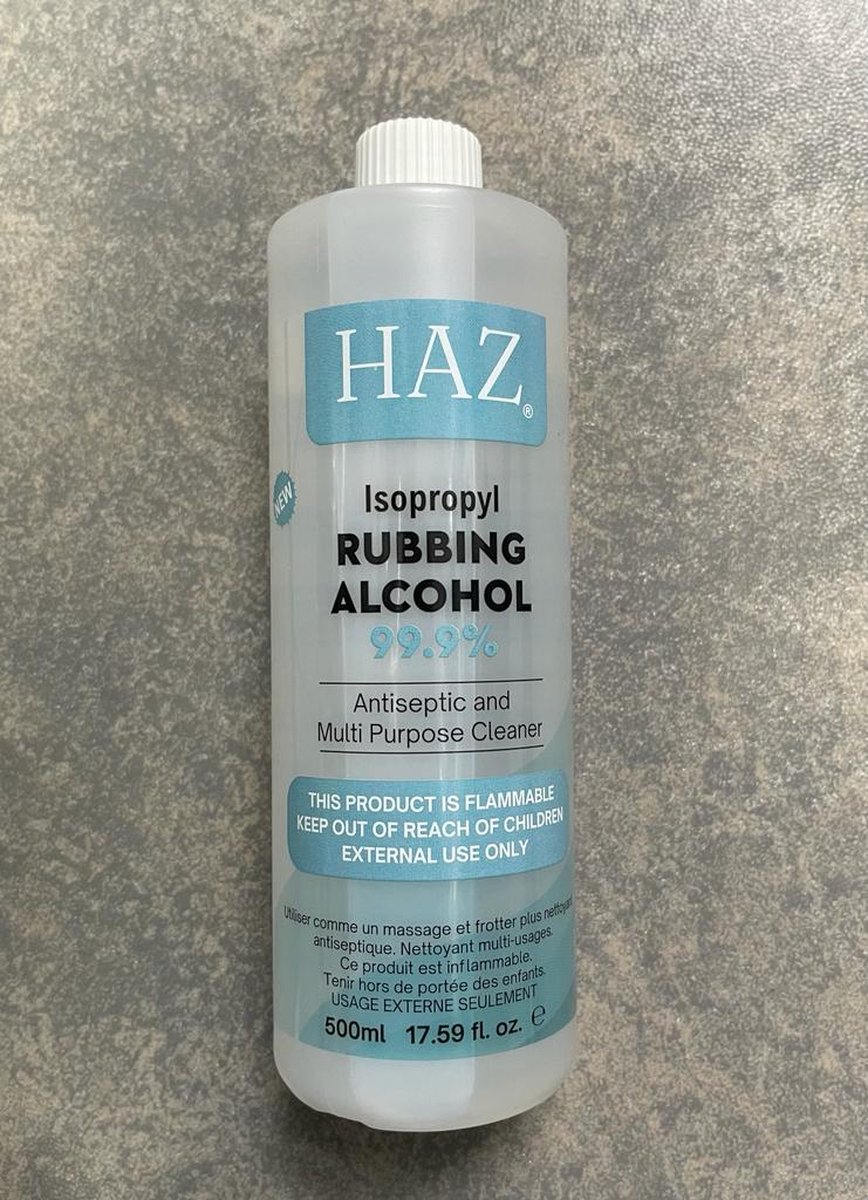 HAZ®
NEW
Isopropyl
RUBBING
ALCOHOL
99.9%
Antiseptic and
Multi Purpose Cleaner
THIS PRODUCT IS FLAMMABLE
KEEP OUT OF REACH OF CHILDREN
EXTERNAL USE ONLY
Utiliser comme un massage et frotter plus nettoyant
antiseptique. Nettoyant multi-usages.
Ce produit est inflammable.
Tenir hors de portée des enfants.
USAGE EXTERNE SEULEMENT
500ml 17.59 fl. oz. ℮